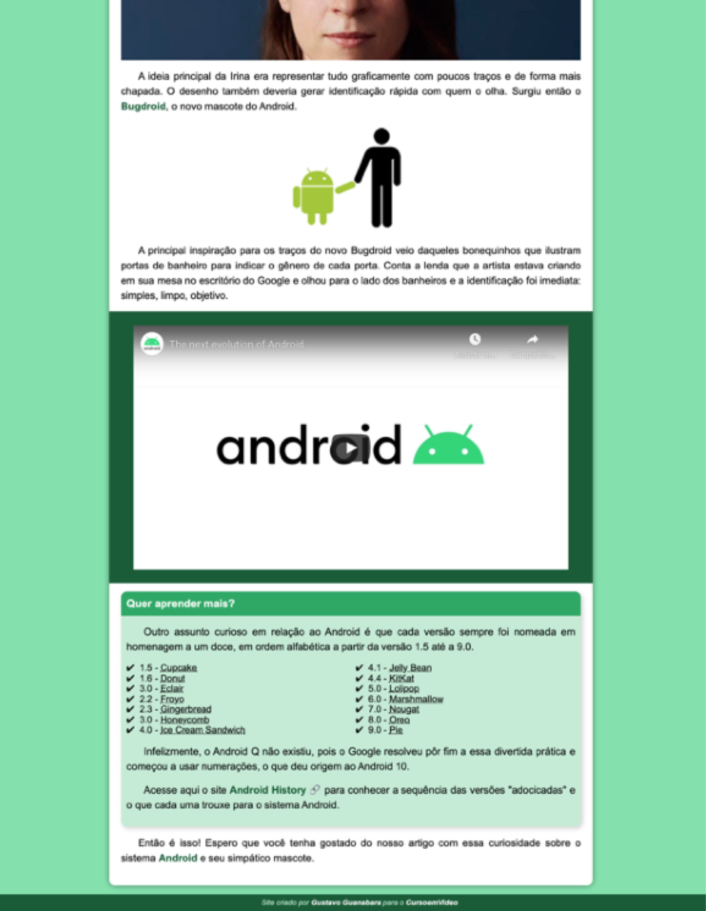 A ideia principal da Irina era representar tudo graficamente com poucos traços e de forma mais
chapada. O desenho também deveria gerar identificação rápida com quem o olha. Surgiu então o
Bugdroid, o novo mascote do Android.
A principal inspiração para os traços do novo Bugdroid veio daqueles bonequinhos que ilustram
portas de banheiro para indicar o gênero de cada porta. Conta a lenda que a artista estava criando
em sua mesa no escritório do Google e olhou para o lado dos banheiros e a identificação foi imediata:
simples, limpo, objetivo.
The next evolution of Android
android
Quer aprender mais?
Outro assunto curioso em relação ao Android é que cada versão sempre foi nomeada em
homenagem a um doce, em ordem alfabética a partir da versão 1.5 até a 9.0.
✔ 1.5 - Cupcake
✔ 1.6 - Donut
✔ 3.0 - Eclair
✔ 2.2 - Froyo
✔ 2.3 - Gingerbread
✔ 3.0 - Honeycomb
✔ 4.0 - Ice Cream Sandwich
✔ 4.1 - Jelly Bean
✔ 4.4 - KitKat
✔ 5.0 - Lolipop
✔ 6.0 - Marshmallow
✔ 7.0 - Nougat
✔ 8.0 - Oreo
✔ 9.0 - Pie
Infelizmente, o Android Q não existiu, pois o Google resolveu pôr fim a essa divertida prática e
começou a usar numerações, o que deu origem ao Android 10.
Acesse aqui o site Android History 🔗 para conhecer a sequência das versões "adocicadas" e
o que cada uma trouxe para o sistema Android.
Então é isso! Espero que você tenha gostado do nosso artigo com essa curiosidade sobre o
sistema Android e seu simpático mascote.
Site criado por Gustavo Guanabara para o CursoemVideo